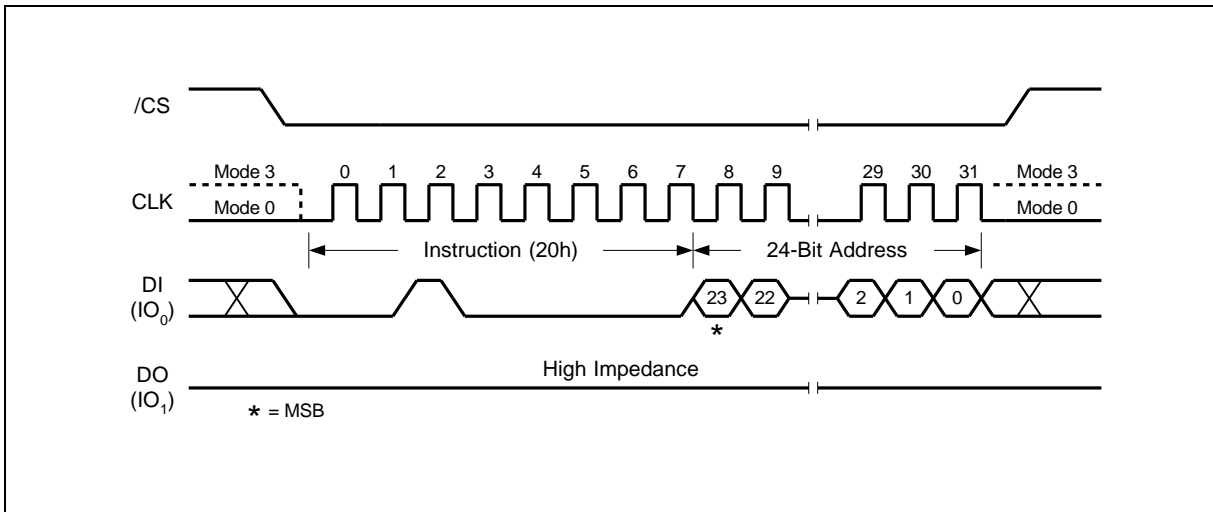 /CS
Mode 3 0 1 2 3 4 5 6 7 8 9 29 30 31 Mode 3
CLK
Mode 0 Mode 0
Instruction (20h) 24-Bit Address
DI
(IO₀)
23 22 2 1 0
*
High Impedance
DO
(IO₁)
* = MSB